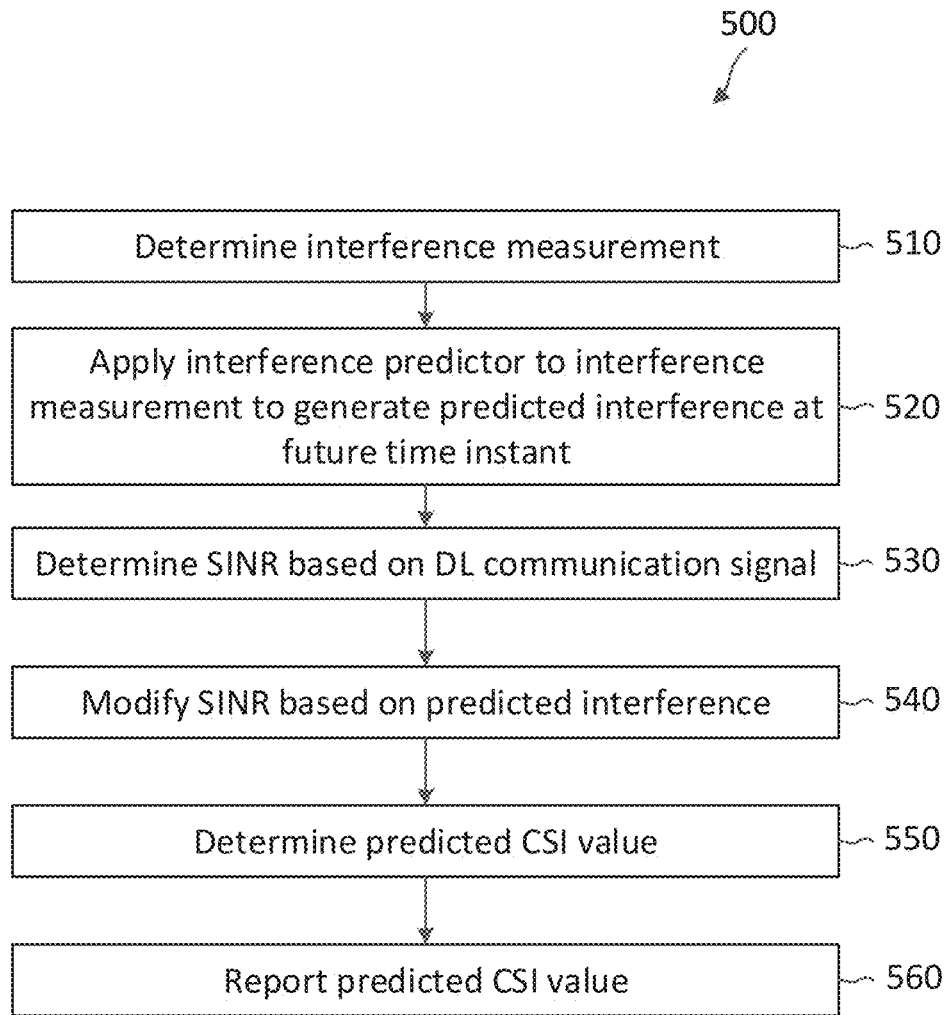 500
Determine interference measurement
510
Apply interference predictor to interference
measurement to generate predicted interference at
future time instant
520
Determine SINR based on DL communication signal
530
Modify SINR based on predicted interference
540
Determine predicted CSI value
550
Report predicted CSI value
560